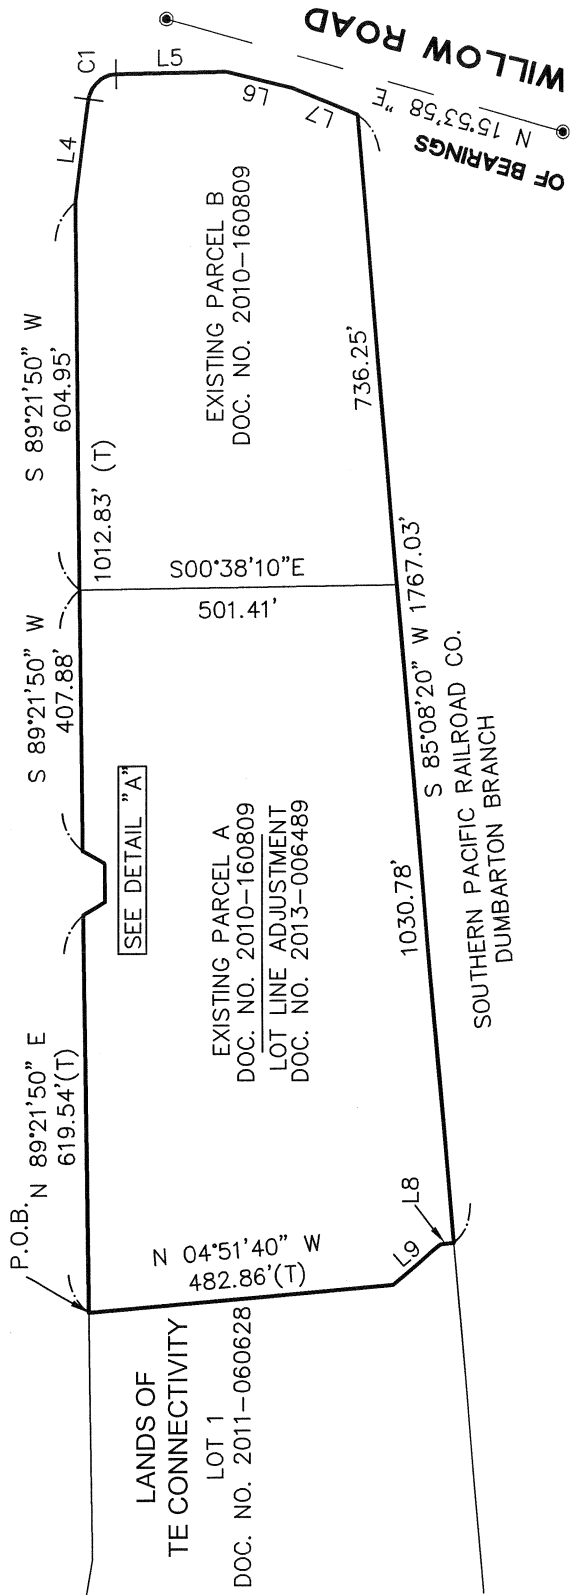 P.O.B.
N 89°21'50" E
619.54'(T)
S 89°21'50" W
407.88'
S 89°21'50" W
604.95'
1012.83' (T)
L4
C1
L5
L6
L7
WILLOW ROAD
N 15°53'58 "E
OF BEARINGS
SEE DETAIL "A"
S00°38'10"E
501.41'
EXISTING PARCEL B
DOC. NO. 2010-160809
EXISTING PARCEL A
DOC. NO. 2010-160809
LOT LINE ADJUSTMENT
DOC. NO. 2013-006489
736.25'
1030.78'
S 85°08'20" W 1767.03'
SOUTHERN PACIFIC RAILROAD CO.
DUMBARTON BRANCH
L8
L9
N 04°51'40" W
482.86'(T)
LANDS OF
TE CONNECTIVITY
LOT 1
DOC. NO. 2011-060628